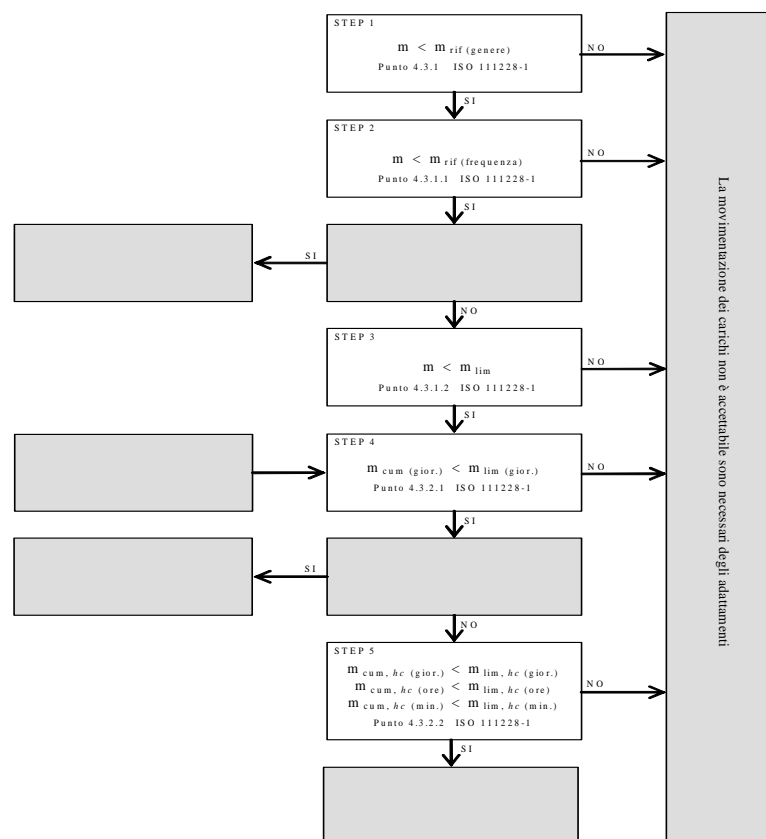 STEP 1
m < m rif (genere)
Punto 4.3.1 ISO 111228-1
NO
SI
STEP 2
m < m rif (frequenza)
Punto 4.3.1.1 ISO 111228-1
NO
SI
SI
NO
STEP 3
m < m lim
Punto 4.3.1.2 ISO 111228-1
NO
SI
STEP 4
m cum (gior.) < m lim (gior.)
Punto 4.3.2.1 ISO 111228-1
NO
SI
SI
NO
STEP 5
m cum, hc (gior.) < m lim, hc (gior.)
m cum, hc (ore) < m lim, hc (ore)
m cum, hc (min.) < m lim, hc (min.)
Punto 4.3.2.2 ISO 111228-1
NO
SI
La movimentazione dei carichi non è accettabile sono necessari degli adattamenti